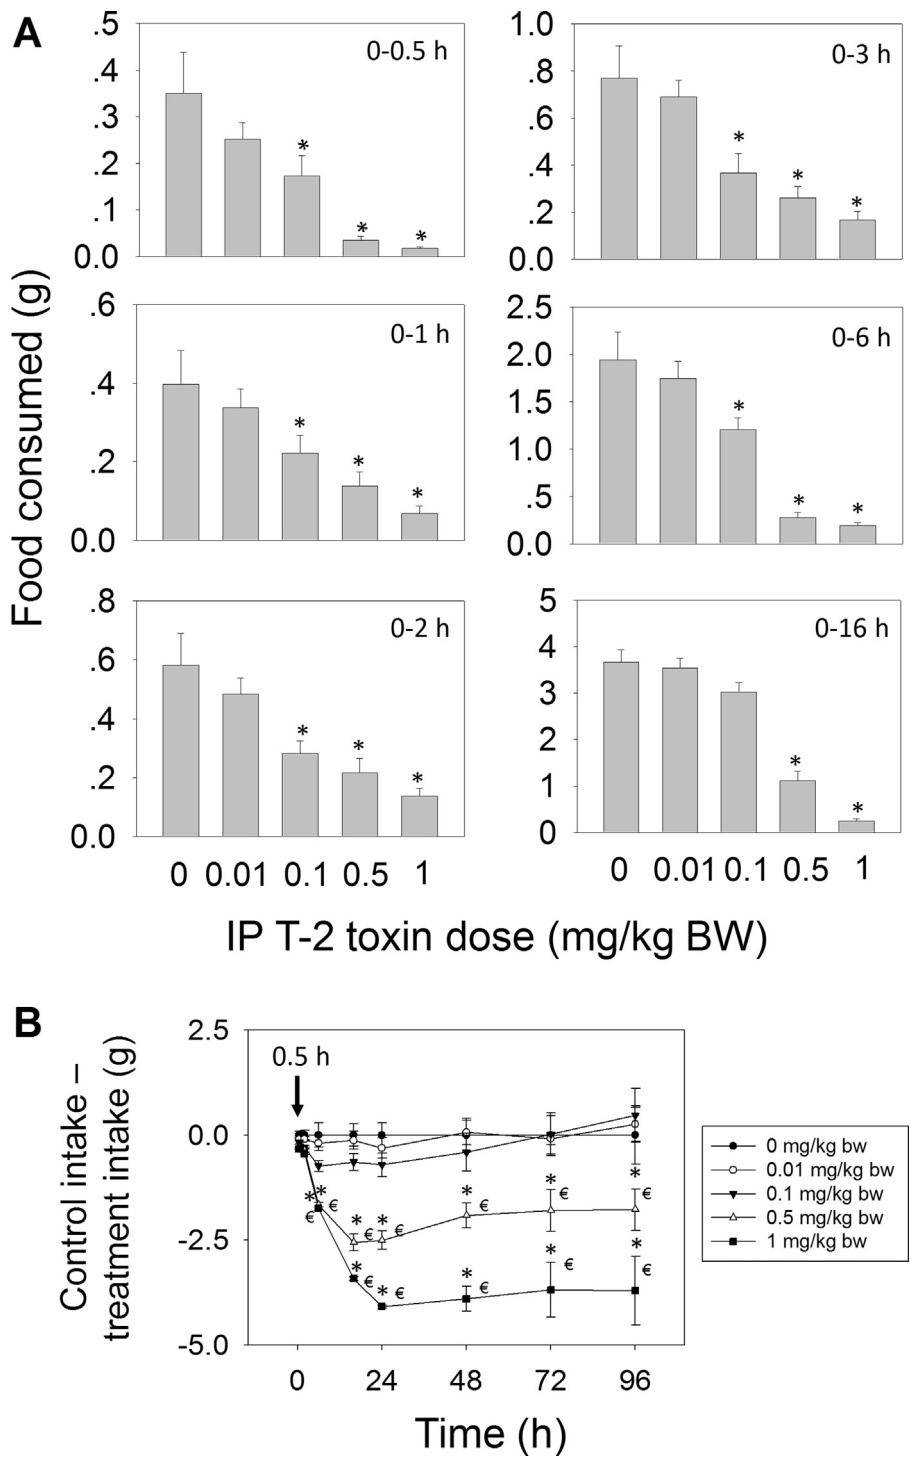 A
Food consumed (g)
0-0.5 h
.5
.4
.3
.2
.1
0.0
*
*
*
0-3 h
1.0
.8
.6
.4
.2
0.0
*
*
*
0-1 h
.6
.4
.2
0.0
*
*
*
0-6 h
2.5
2.0
1.5
1.0
.5
0.0
*
*
*
0-2 h
.8
.6
.4
.2
0.0
*
*
*
0-16 h
5
4
3
2
1
0
*
*
0 0.01 0.1 0.5 1
0 0.01 0.1 0.5 1
IP T-2 toxin dose (mg/kg BW)
B
Control intake –
treatment intake (g)
2.5
0.0
-2.5
-5.0
0.5 h
* *
€ €
* € * €
* €
* €
* €
* €
* €
* €
* €
* €
0 24 48 72 96
Time (h)
0 mg/kg bw
0.01 mg/kg bw
0.1 mg/kg bw
0.5 mg/kg bw
1 mg/kg bw